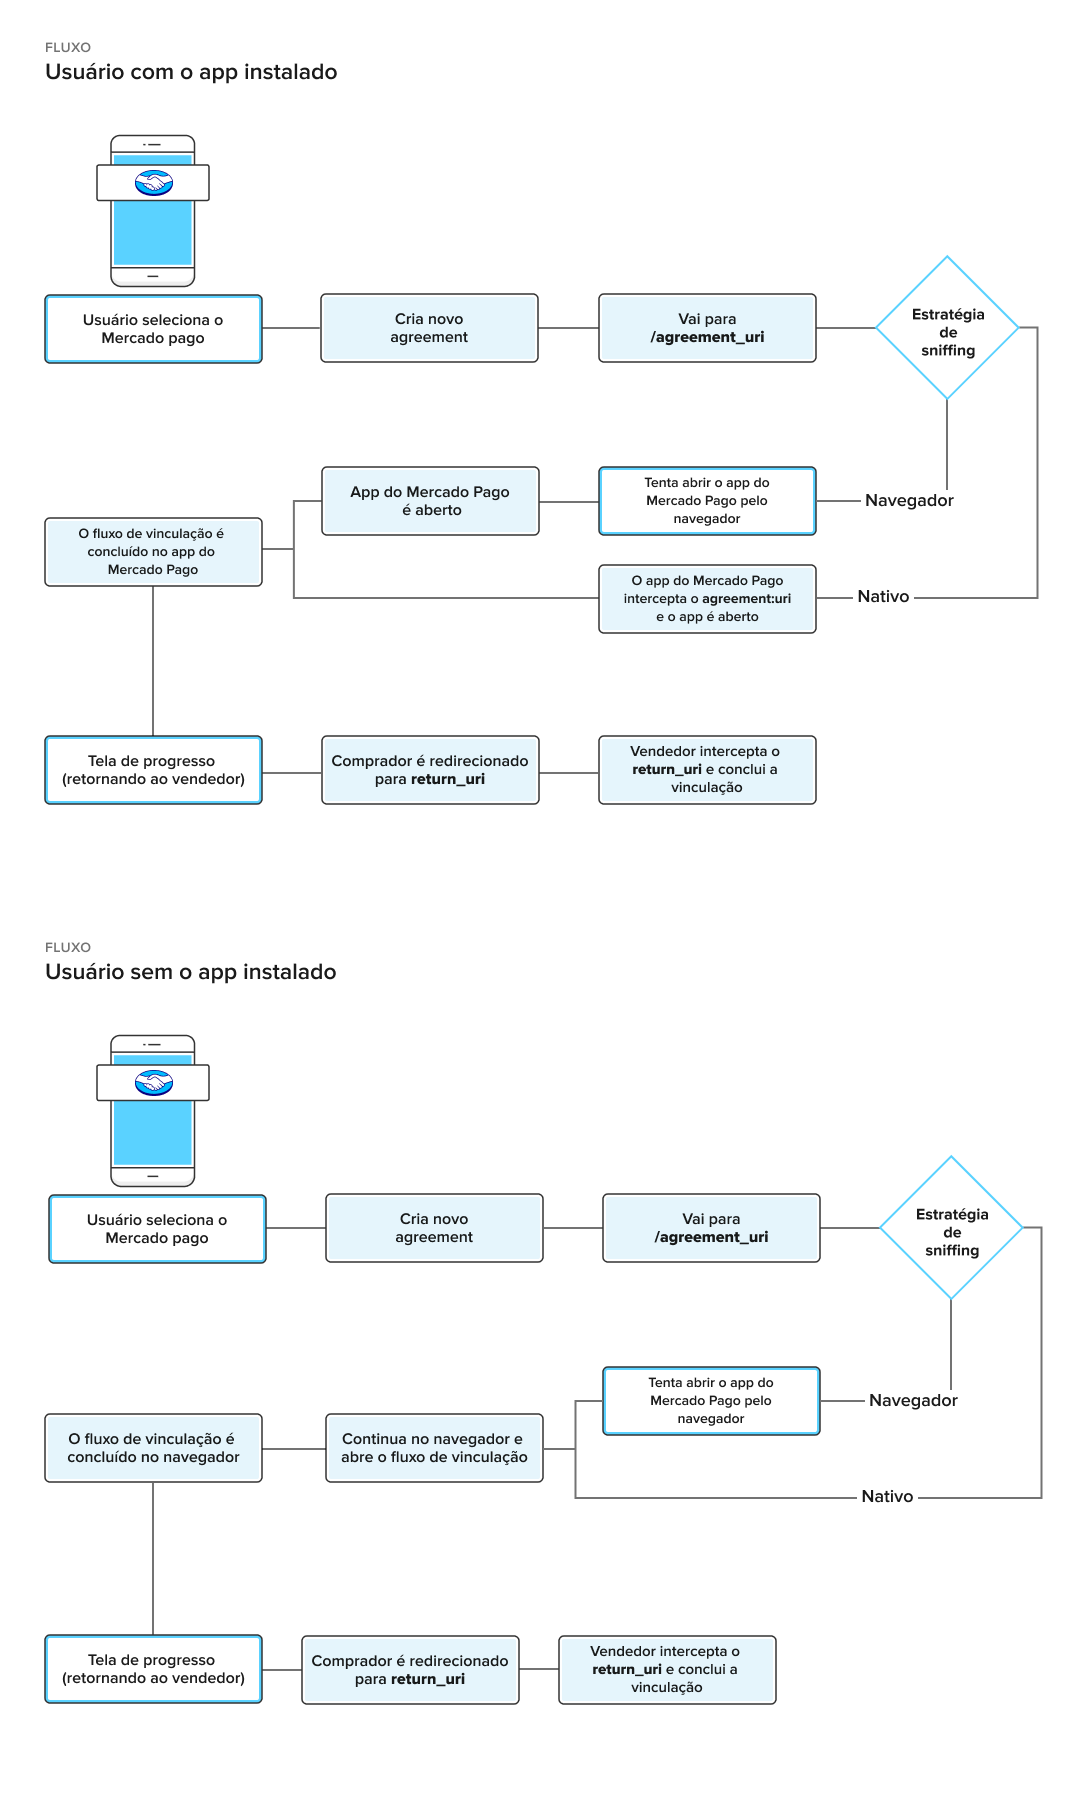 FLUXO
Usuário com o app instalado
Usuário seleciona o
Mercado pago
Cria novo
agreement
Vai para
/agreement_uri
Estratégia
de
sniffing
Navegador
Tenta abrir o app do
Mercado Pago pelo
navegador
App do Mercado Pago
é aberto
Nativo
O app do Mercado Pago
intercepta o agreement:uri
e o app é aberto
O fluxo de vinculação é
concluído no app do
Mercado Pago
Tela de progresso
(retornando ao vendedor)
Comprador é redirecionado
para return_uri
Vendedor intercepta o
return_uri e conclui a
vinculação
FLUXO
Usuário sem o app instalado
Usuário seleciona o
Mercado pago
Cria novo
agreement
Vai para
/agreement_uri
Estratégia
de
sniffing
Navegador
Tenta abrir o app do
Mercado Pago pelo
navegador
Nativo
Continua no navegador e
abre o fluxo de vinculação
O fluxo de vinculação é
concluído no navegador
Tela de progresso
(retornando ao vendedor)
Comprador é redirecionado
para return_uri
Vendedor intercepta o
return_uri e conclui a
vinculação